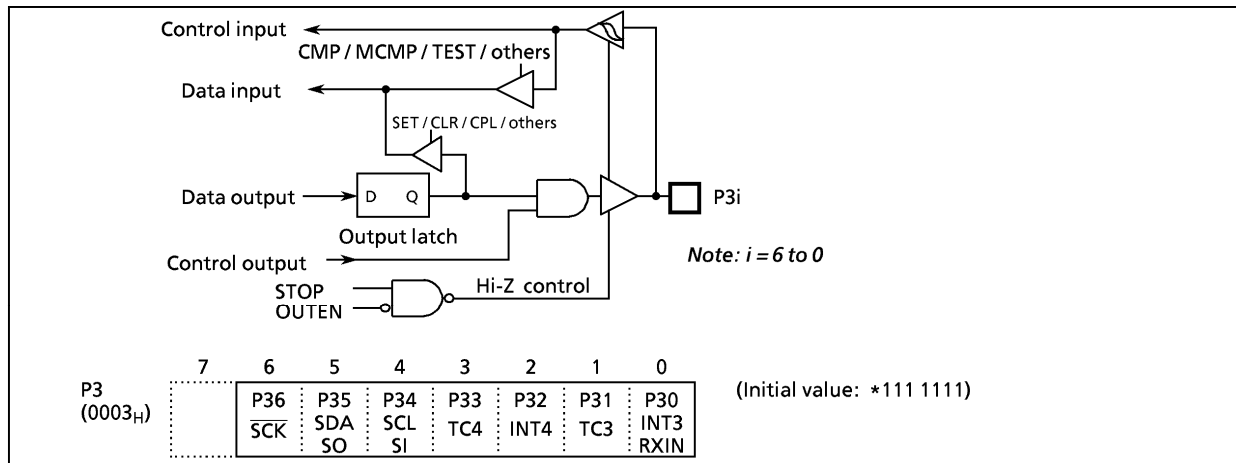 Control input
CMP / MCMP / TEST / others
Data input
SET / CLR / CPL / others
Data output
D Q
P3i
Output latch
Note: i = 6 to 0
Control output
STOP
Hi-Z control
OUTEN
7 6 5 4 3 2 1 0
P3
(0003H)
P36 P35 P34 P33 P32 P31 P30
SCK SDA SCL TC4 INT4 TC3 INT3
SO SI RXIN
(Initial value: *111 1111)